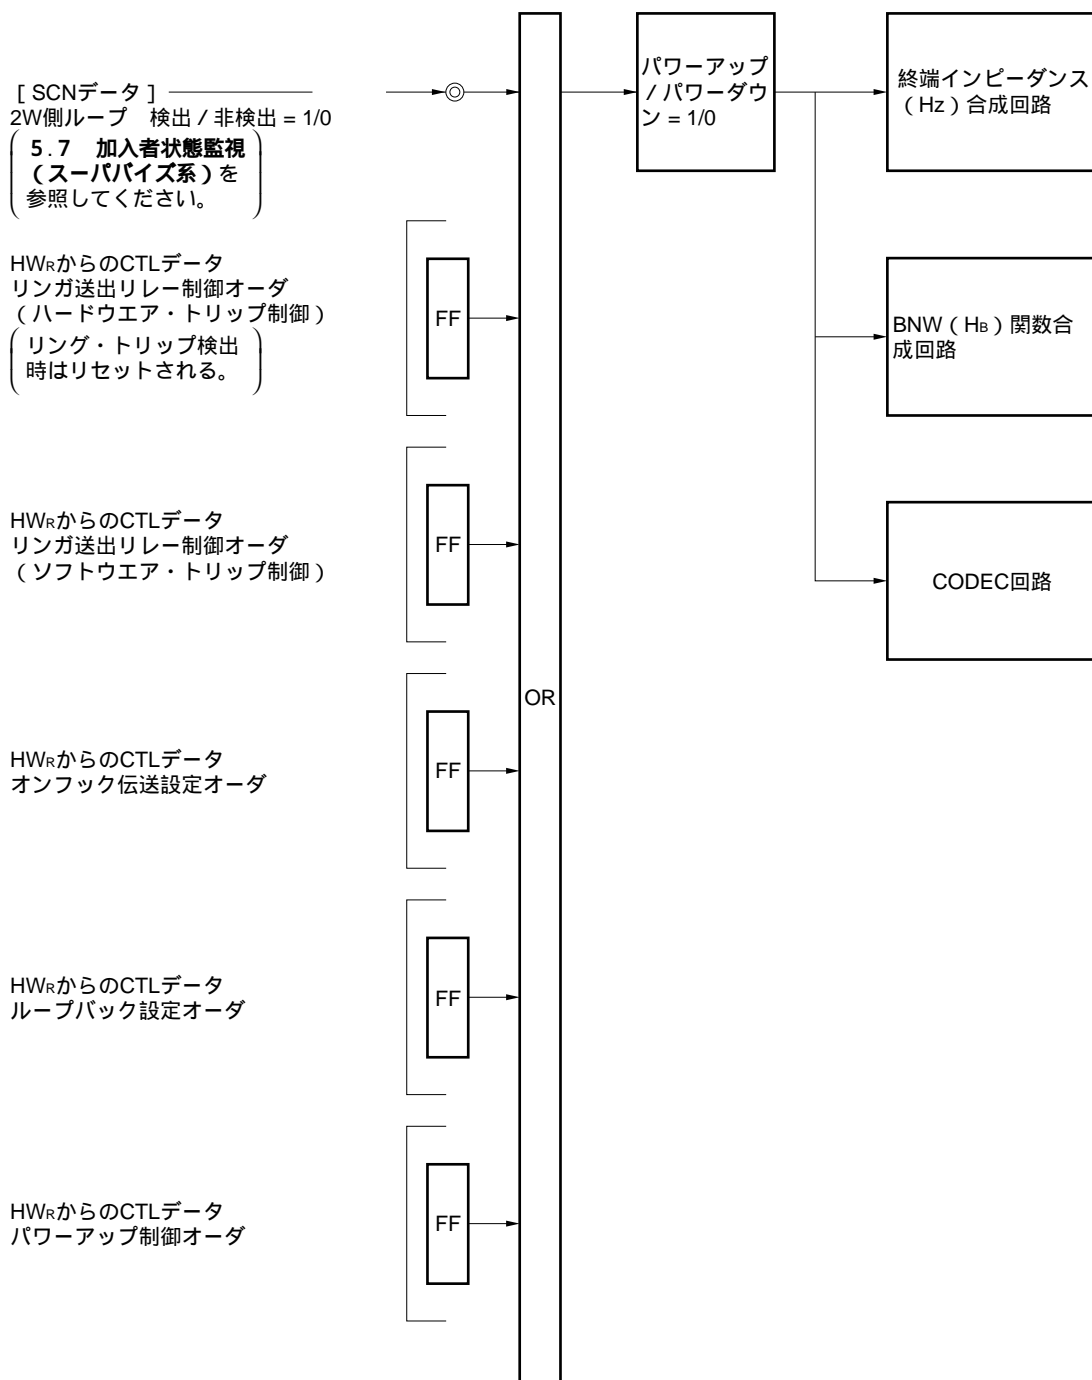 [ SCNデータ ]
2W側ループ　検出 / 非検出 = 1/0
5.7　加入者状態監視
(スーパバイズ系)を
参照してください。
HWRからのCTLデータ
リンガ送出リレー制御オーダ
(ハードウエア・トリップ制御)
リング・トリップ検出
時はリセットされる。
FF
HWRからのCTLデータ
リンガ送出リレー制御オーダ
(ソフトウエア・トリップ制御)
FF
HWRからのCTLデータ
オンフック伝送設定オーダ
FF
HWRからのCTLデータ
ループバック設定オーダ
FF
HWRからのCTLデータ
パワーアップ制御オーダ
FF
OR
パワーアップ
/ パワーダウ
ン = 1/0
終端インピーダンス
(Hz)合成回路
BNW(HB)関数合
成回路
CODEC回路